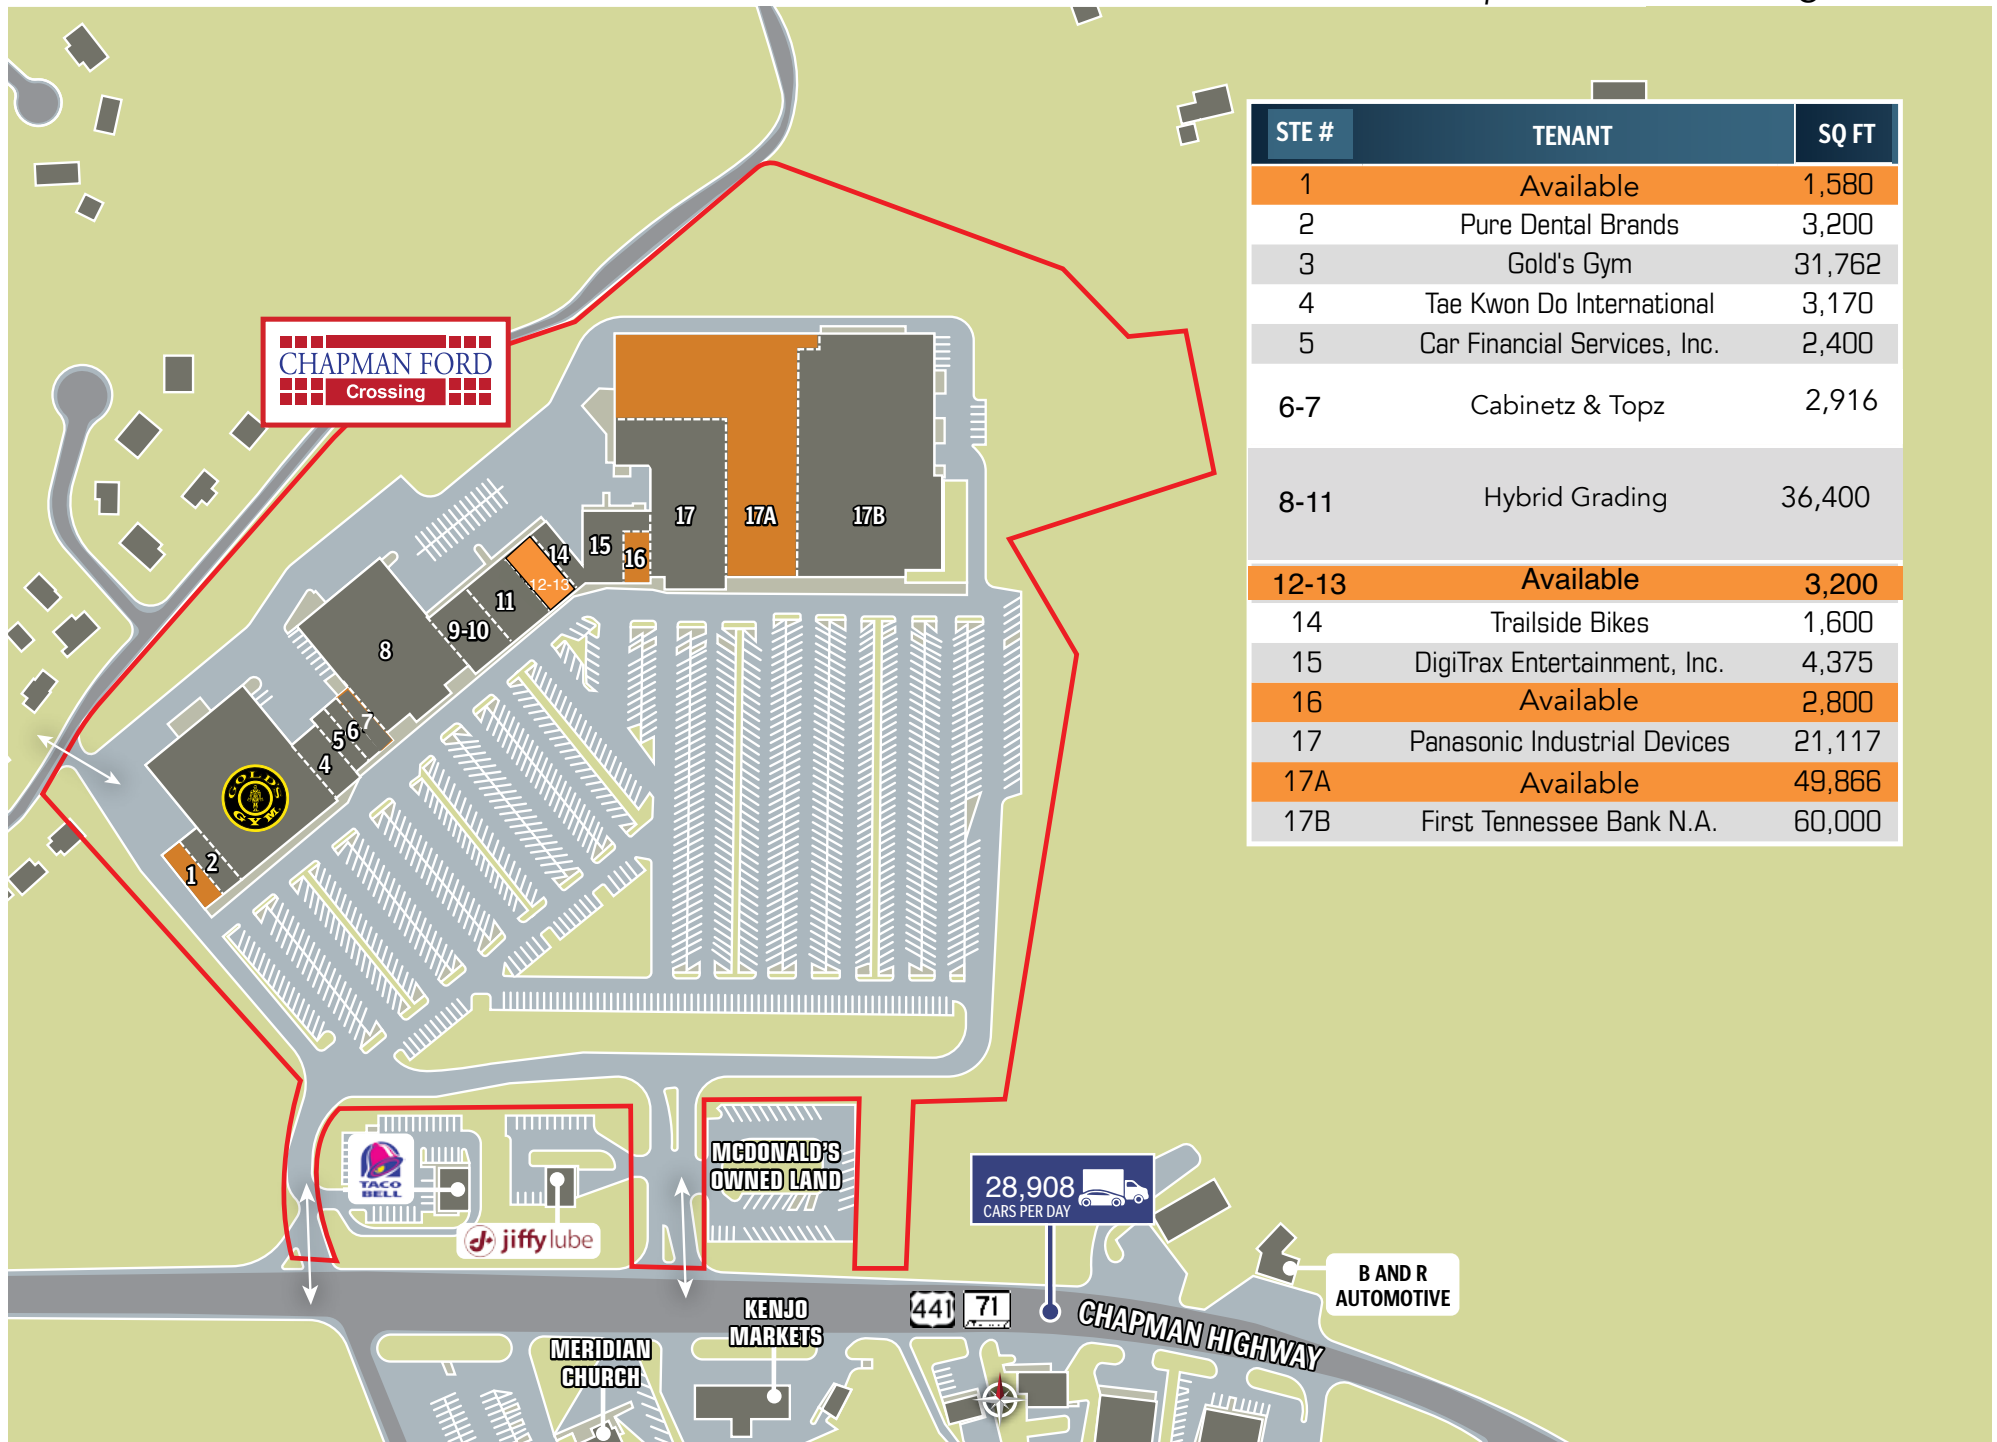 STE # TENANT SQ FT
1 Available 1,580
2 Pure Dental Brands 3,200
3 Gold's Gym 31,762
4 Tae Kwon Do International 3,170
5 Car Financial Services, Inc. 2,400
6-7 Cabinetz & Topz 2,916
8-11 Hybrid Grading 36,400
12-13 Available 3,200
14 Trailside Bikes 1,600
15 DigiTrax Entertainment, Inc. 4,375
16 Available 2,800
17 Panasonic Industrial Devices 21,117
17A Available 49,866
17B First Tennessee Bank N.A. 60,000
CHAPMAN FORD
Crossing
17
17A
17B
14
15
16
12-13
11
9-10
8
7
6
5
4
GOLD'S
GYM
2
1
MCDONALD'S
OWNED LAND
TACO
BELL
jiffy lube
28,908
CARS PER DAY
B AND R
AUTOMOTIVE
KENJO
MARKETS
441
71
CHAPMAN HIGHWAY
MERIDIAN
CHURCH